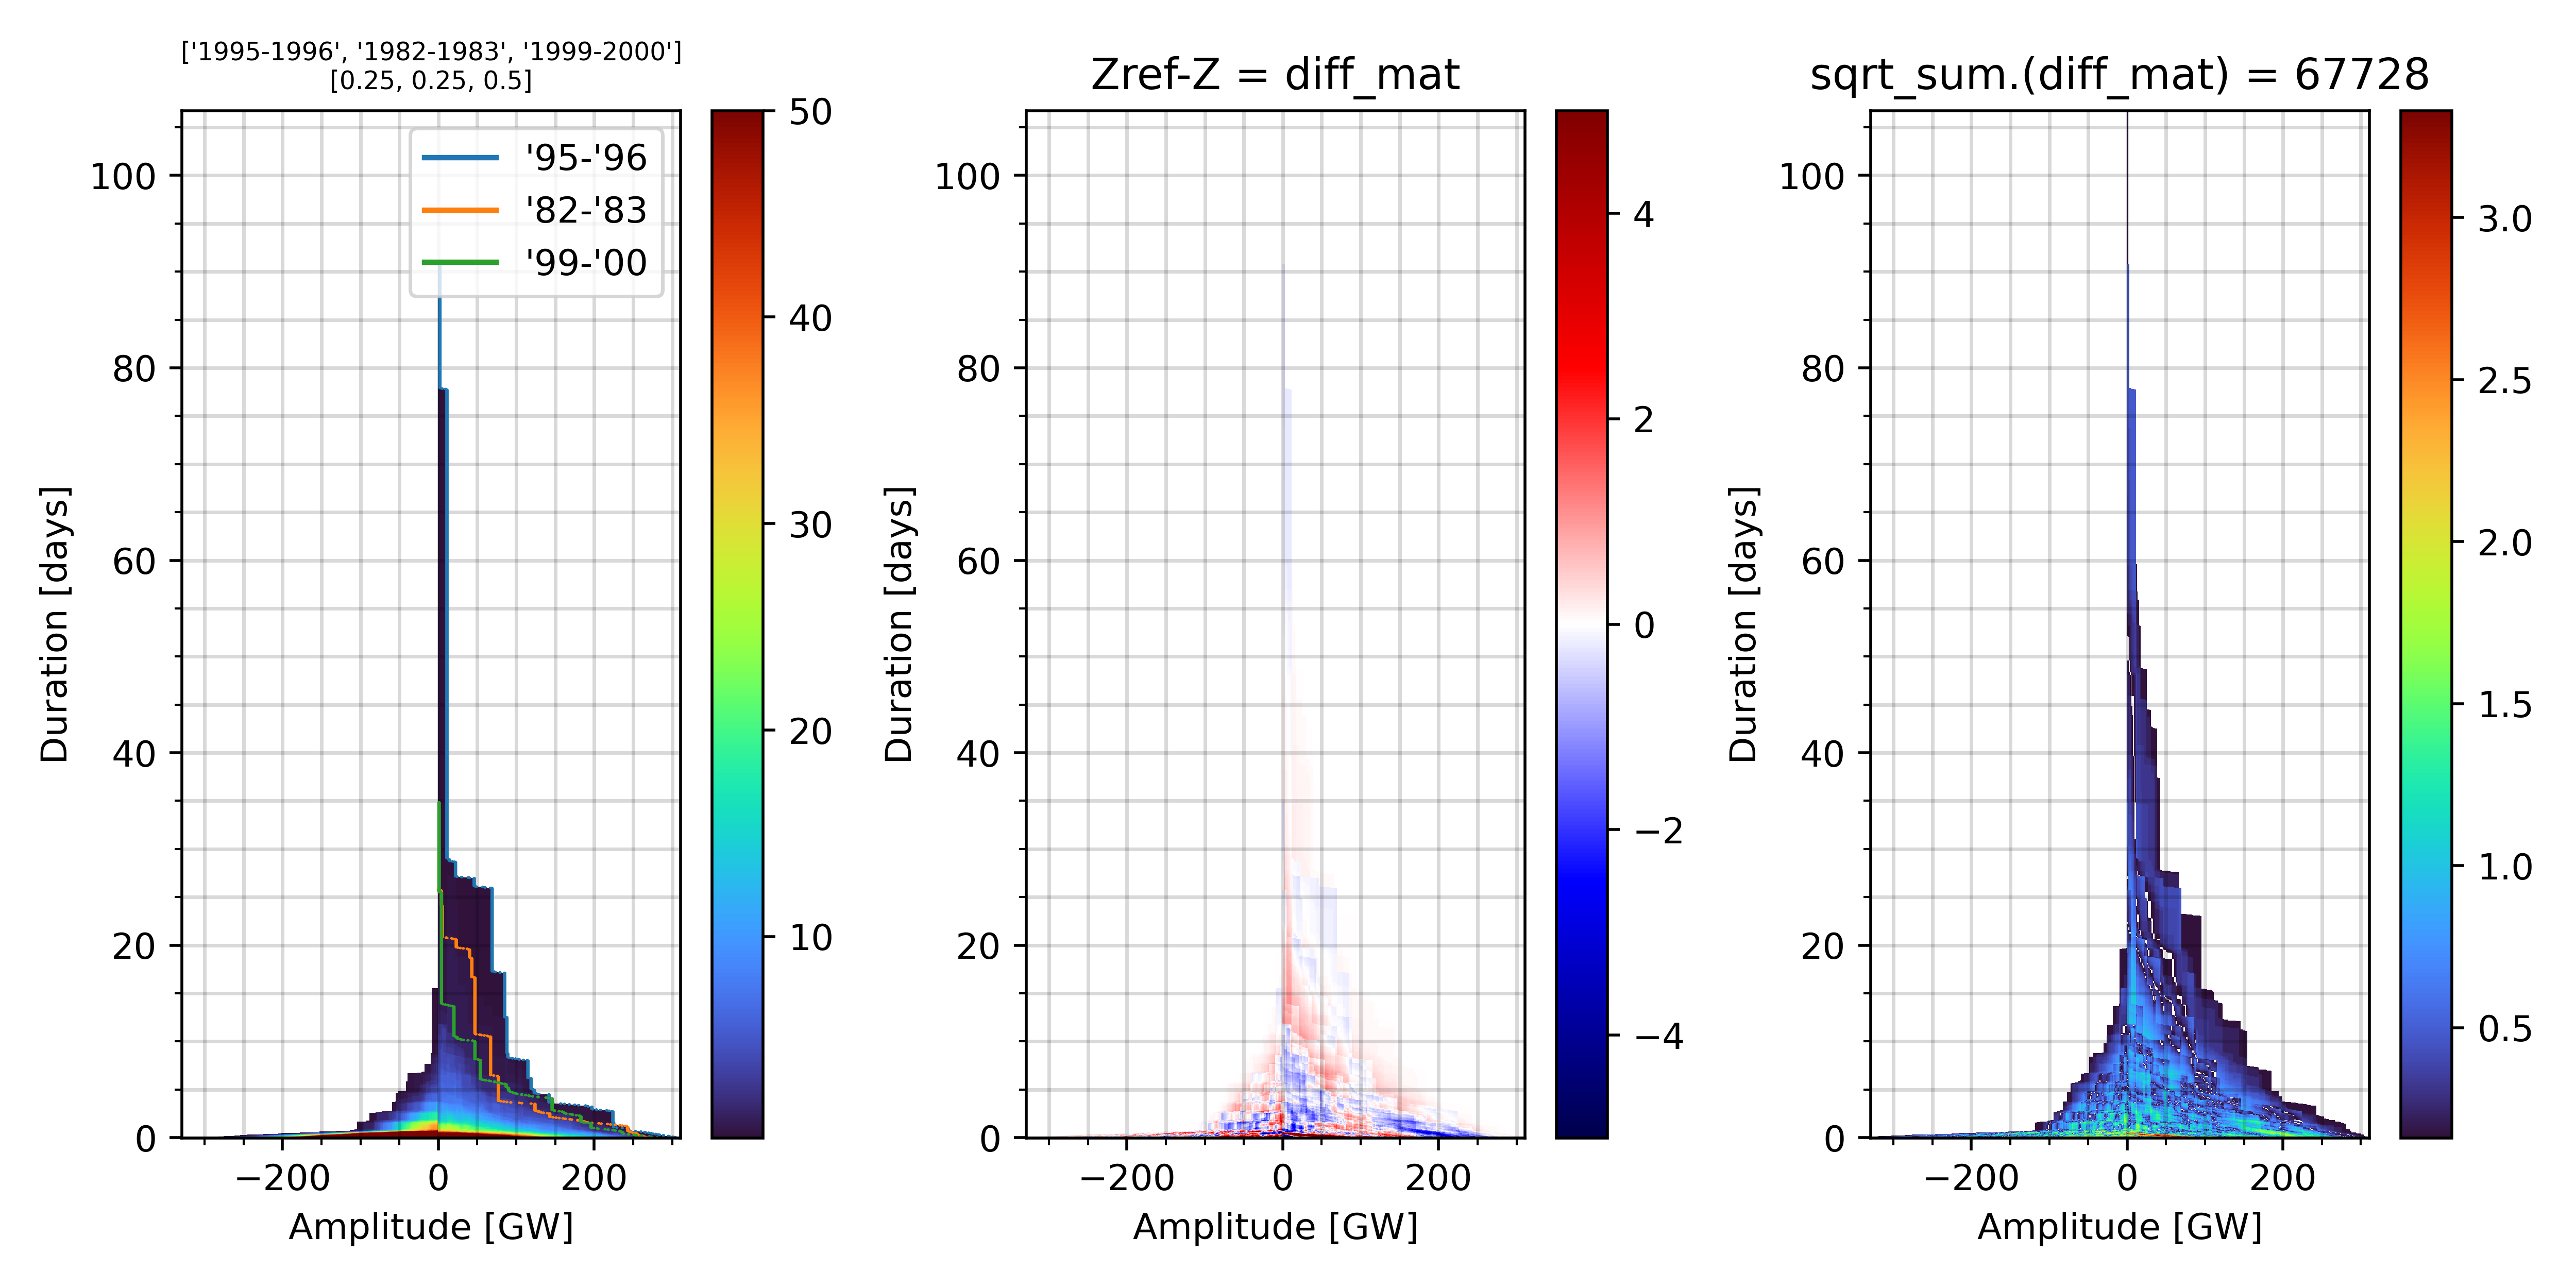 ['1995-1996', '1982-1983', '1999-2000']
[0.25, 0.25, 0.5]
'95-'96
'82-'83
'99-'00
100
80
60
40
20
0
Duration [days]
−200 0 200
Amplitude [GW]
50
40
30
20
10
Zref-Z = diff_mat
100
80
60
40
20
0
Duration [days]
−200 0 200
Amplitude [GW]
4
2
0
−2
−4
sqrt_sum.(diff_mat) = 67728
100
80
60
40
20
0
Duration [days]
−200 0 200
Amplitude [GW]
3.0
2.5
2.0
1.5
1.0
0.5